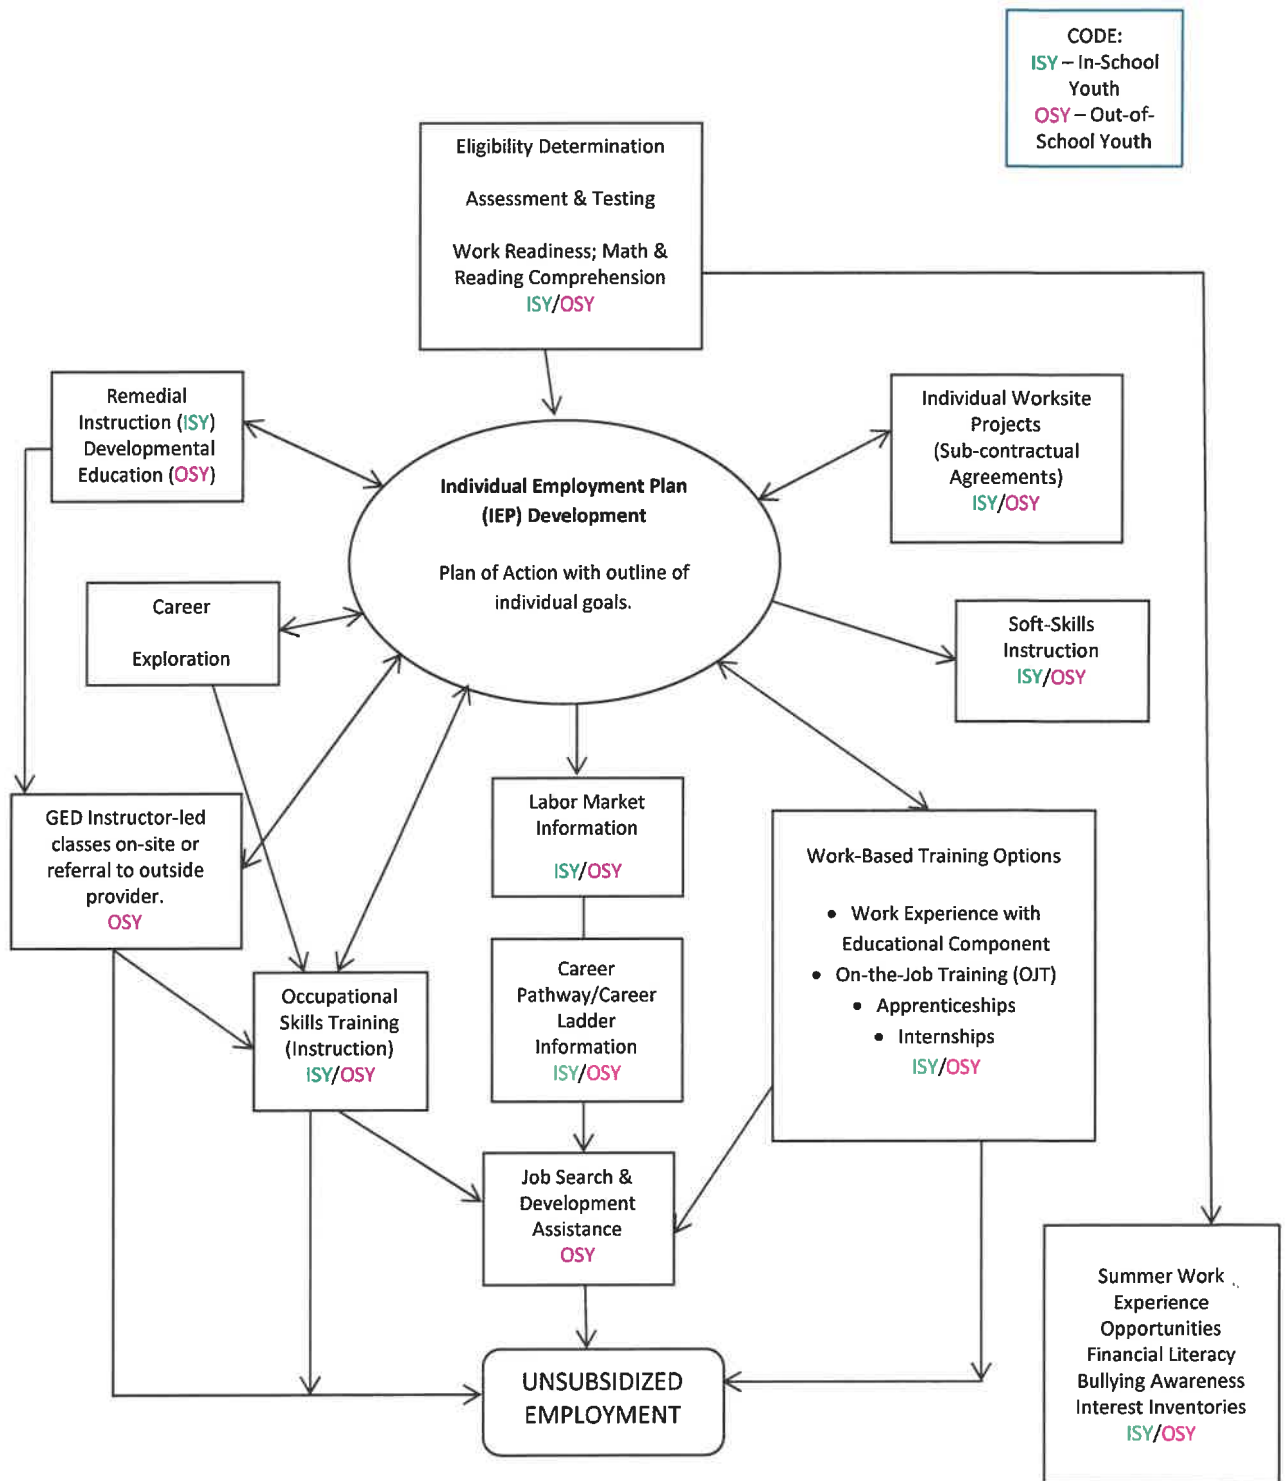 CODE:
ISY – In-School
Youth
OSY – Out-of-
School Youth
Eligibility Determination
Assessment & Testing
Work Readiness; Math &
Reading Comprehension
ISY/OSY
Remedial
Instruction (ISY)
Developmental
Education (OSY)
Individual Worksite
Projects
(Sub-contractual
Agreements)
ISY/OSY
Individual Employment Plan
(IEP) Development
Plan of Action with outline of
individual goals.
Career
Exploration
Soft-Skills
Instruction
ISY/OSY
GED Instructor-led
classes on-site or
referral to outside
provider.
OSY
Labor Market
Information
ISY/OSY
Work-Based Training Options
• Work Experience with
Educational Component
• On-the-Job Training (OJT)
• Apprenticeships
• Internships
ISY/OSY
Occupational
Skills Training
(Instruction)
ISY/OSY
Career
Pathway/Career
Ladder
Information
ISY/OSY
Job Search &
Development
Assistance
OSY
Summer Work
Experience
Opportunities
Financial Literacy
Bullying Awareness
Interest Inventories
ISY/OSY
UNSUBSIDIZED
EMPLOYMENT